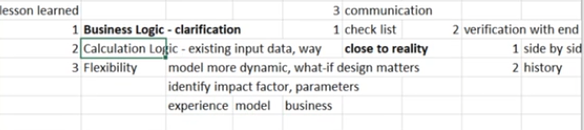 lesson learned 3 communication
1 Business Logic - clarification 1 check list 2 verification with end
2 Calculation Logic - existing input data, way close to reality 1 side by sid
3 Flexibility model more dynamic, what-if design matters 2 history
identify impact factor, parameters
experience model business